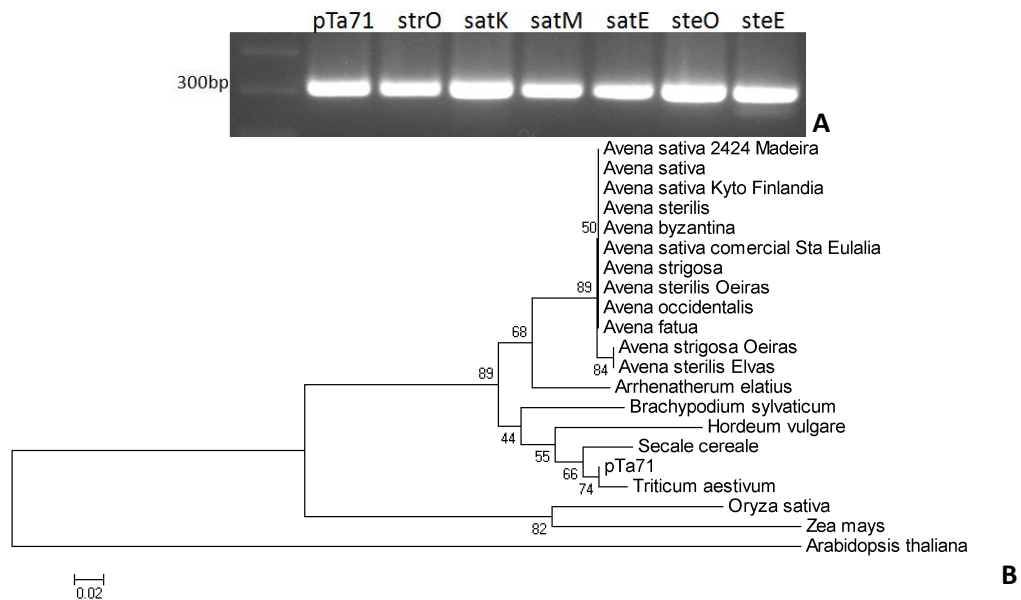 pTa71 strO satK satM satE steO steE
300bp
A
Avena sativa 2424 Madeira
Avena sativa
Avena sativa Kyto Finlandia
Avena sterilis
50 Avena byzantina
Avena sativa comercial Sta Eulalia
Avena strigosa
89 Avena sterilis Oeiras
Avena occidentalis
68 Avena fatua
Avena strigosa Oeiras
89 84 Avena sterilis Elvas
Arrhenatherum elatius
Brachypodium sylvaticum
44 Hordeum vulgare
55 Secale cereale
66 pTa71
74 Triticum aestivum
Oryza sativa
82 Zea mays
Arabidopsis thaliana
B
0.02